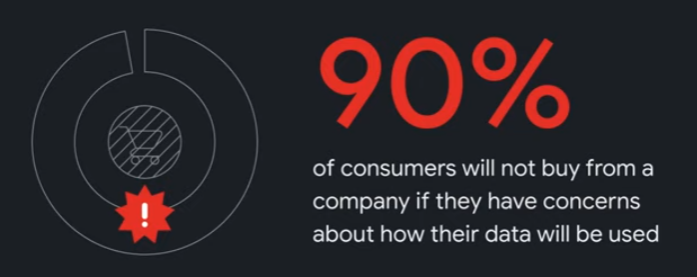 90%
of consumers will not buy from a
company if they have concerns
about how their data will be used
!